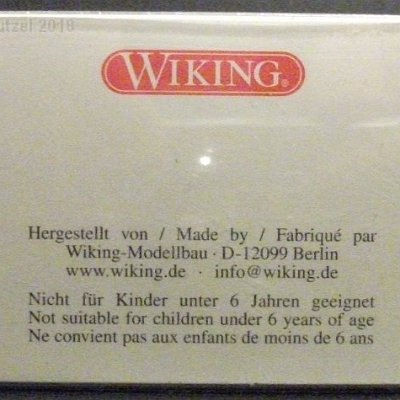 2018
WIKING®
Hergestellt von / Made by / Fabriqué par
Wiking-Modellbau · D-12099 Berlin
www.wiking.de · info@wiking.de
Nicht für Kinder unter 6 Jahren geeignet
Not suitable for children under 6 years of age
Ne convient pas aux enfants de moins de 6 ans